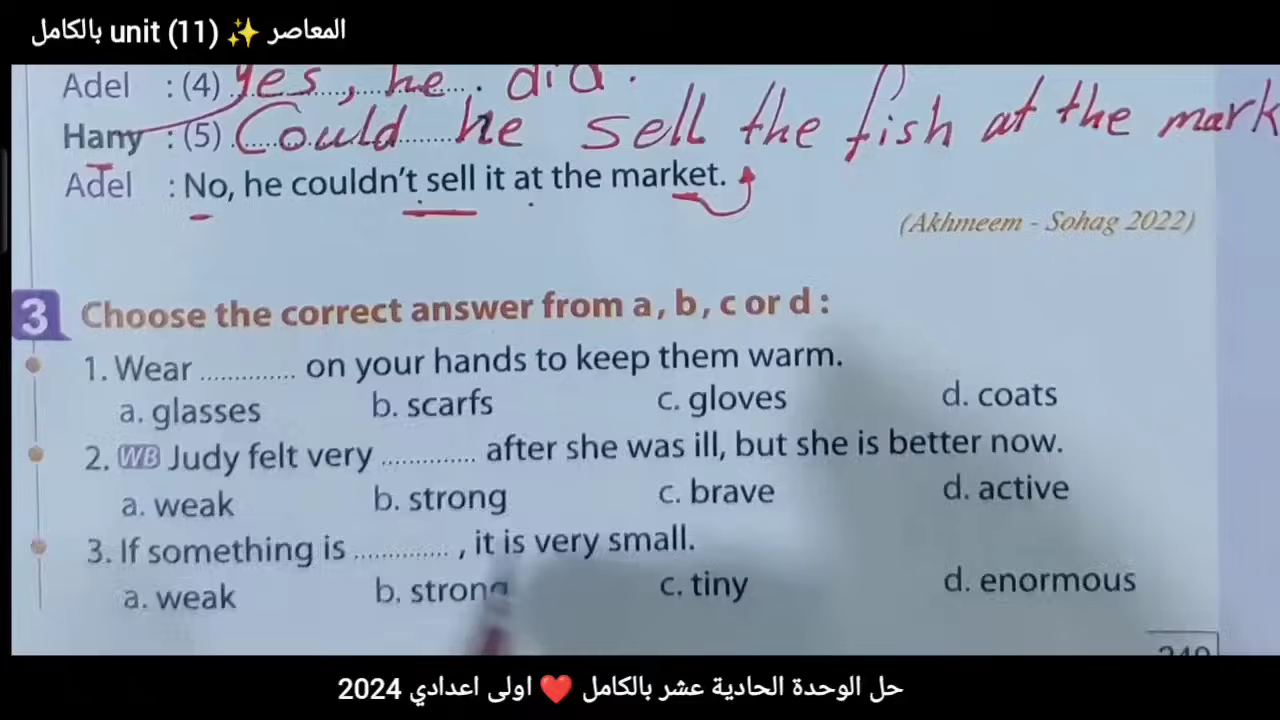 المعاصر ✨ unit (11) بالكامل
Adel : (4) Yes, he did.
Hany : (5) Could he sell the fish at the mark
Adel : No, he couldn't sell it at the market.
(Akhmeem - Sohag 2022)
3 Choose the correct answer from a, b, c or d :
1. Wear ............. on your hands to keep them warm.
a. glasses b. scarfs c. gloves d. coats
2. WB Judy felt very ............. after she was ill, but she is better now.
a. weak b. strong c. brave d. active
3. If something is ............. , it is very small.
a. weak b. strong c. tiny d. enormous
حل الوحدة الحادية عشر بالكامل ❤️ اولى اعدادي 2024